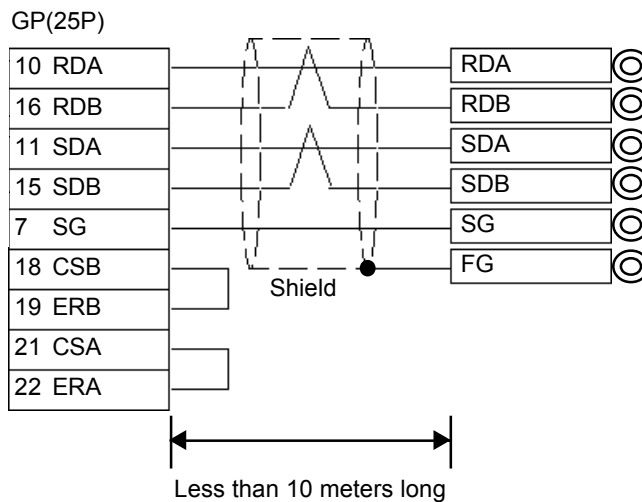 GP(25P)
10 RDA RDA
16 RDB RDB
11 SDA SDA
15 SDB SDB
7 SG SG
18 CSB FG
Shield
19 ERB
21 CSA
22 ERA
Less than 10 meters long